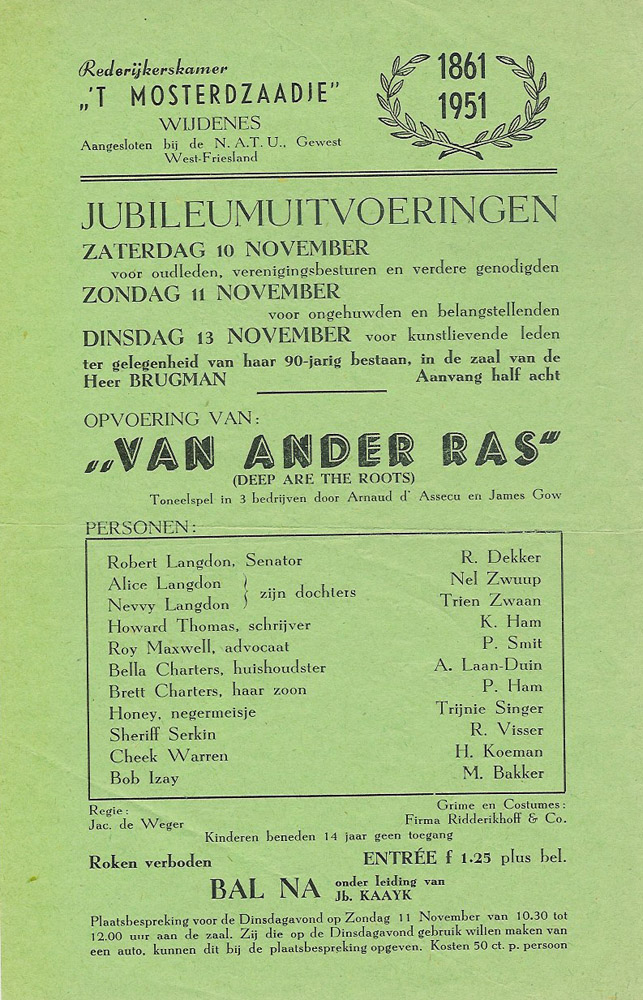 Rederijkerskamer
„'T MOSTERDZAADJE"
WIJDENES
Aangesloten bij de N. A. T. U., Gewest
West-Friesland
1861
1951
JUBILEUMUITVOERINGEN
ZATERDAG 10 NOVEMBER
voor oudleden, verenigingsbesturen en verdere genodigden
ZONDAG 11 NOVEMBER
voor ongehuwden en belangstellenden
DINSDAG 13 NOVEMBER voor kunstlievende leden
ter gelegenheid van haar 90-jarig bestaan, in de zaal van de
Heer BRUGMAN Aanvang half acht
OPVOERING VAN:
„VAN ANDER RAS"
(DEEP ARE THE ROOTS)
Toneelspel in 3 bedrijven door Arnaud d' Assecu en James Gow
PERSONEN:
Robert Langdon, Senator R. Dekker
Alice Langdon } zijn dochters Nel Zwuup
Nevvy Langdon } Trien Zwaan
Howard Thomas, schrijver K. Ham
Roy Maxwell, advocaat P. Smit
Bella Charters, huishoudster A. Laan-Duin
Brett Charters, haar zoon P. Ham
Honey, negermeisje Trijnie Singer
Sheriff Serkin R. Visser
Cheek Warren H. Koeman
Bob Izay M. Bakker
Regie: Grime en Costumes:
Jac. de Weger Firma Ridderikhoff & Co.
Kinderen beneden 14 jaar geen toegang
Roken verboden ENTRÉE f 1.25 plus bel.
BAL NA onder leiding van
Jb. KAAYK
Plaatsbespreking voor de Dinsdagavond op Zondag 11 November van 10.30 tot
12.00 uur aan de zaal. Zij die op de Dinsdagavond gebruik willen maken van
een auto, kunnen dit bij de plaatsbespreking opgeven. Kosten 50 ct. p. persoon